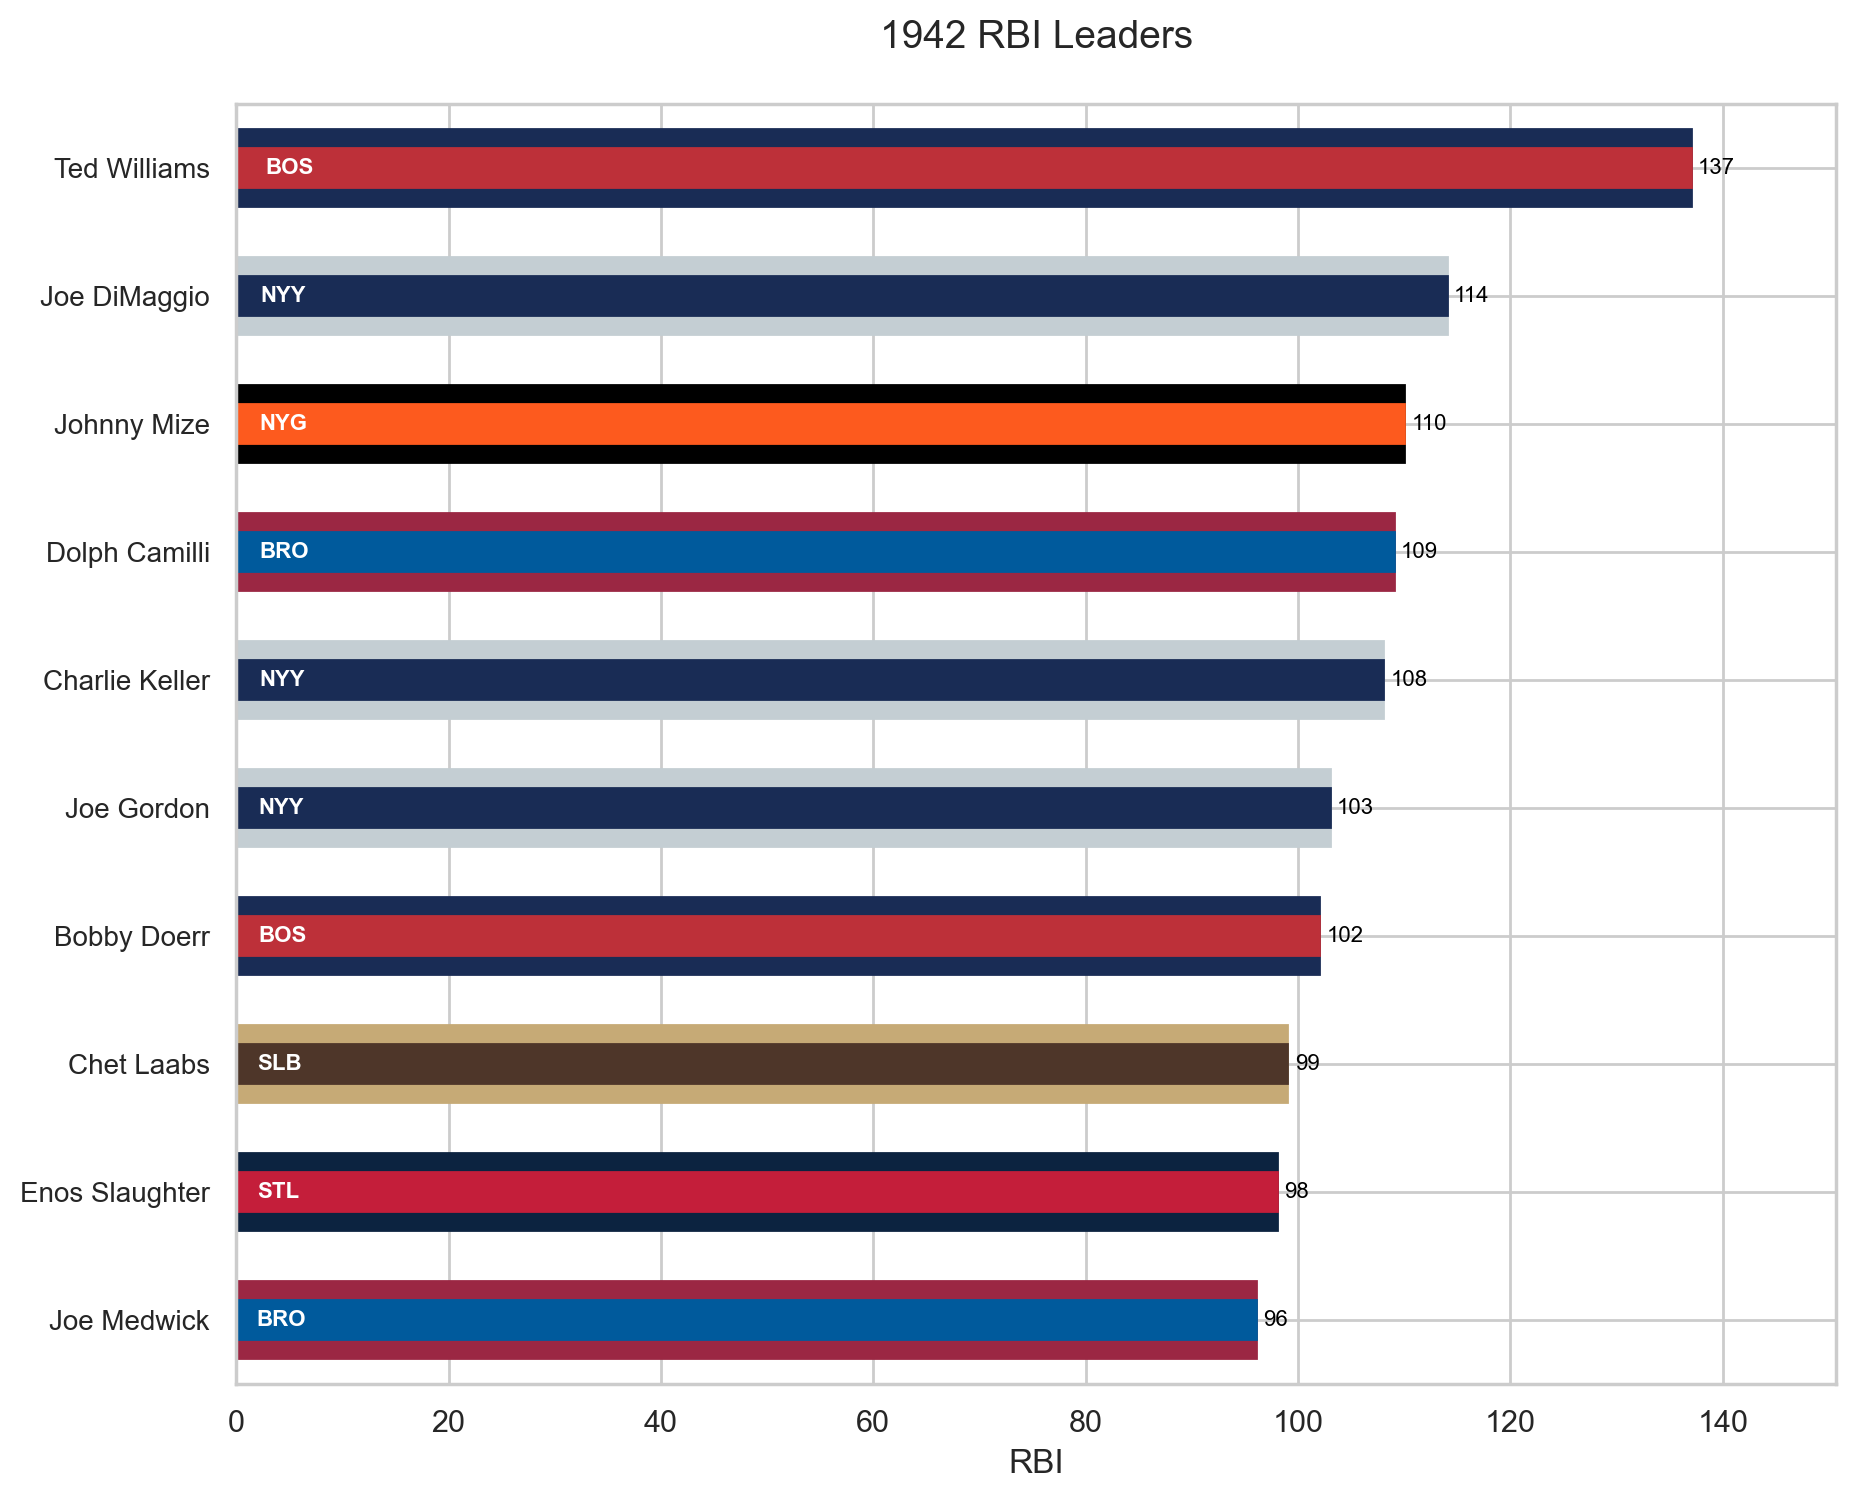 1942 RBI Leaders
Ted Williams BOS 137
Joe DiMaggio NYY 114
Johnny Mize NYG 110
Dolph Camilli BRO 109
Charlie Keller NYY 108
Joe Gordon NYY 103
Bobby Doerr BOS 102
Chet Laabs SLB 99
Enos Slaughter STL 98
Joe Medwick BRO 96
0 20 40 60 80 100 120 140
RBI